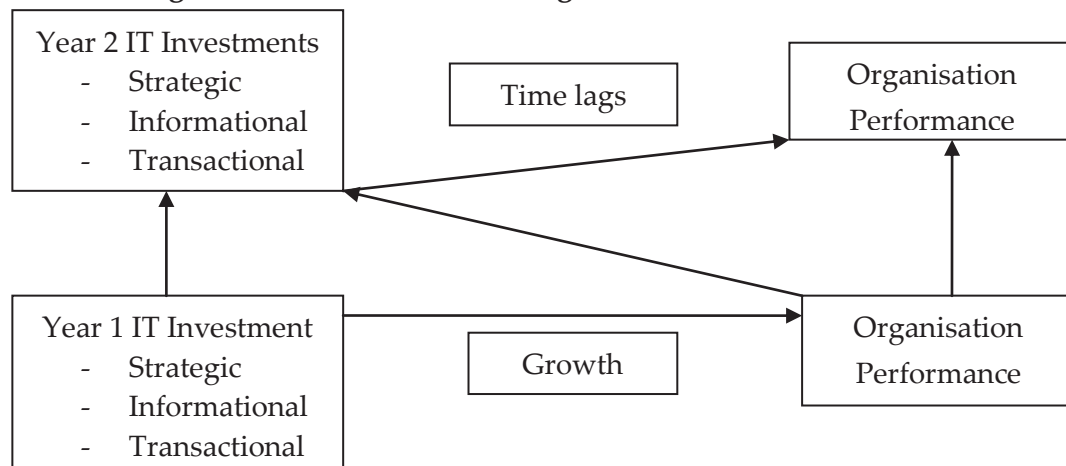 Year 2 IT Investments
- Strategic
- Informational
- Transactional
Time lags
Organisation
Performance
Year 1 IT Investment
- Strategic
- Informational
- Transactional
Growth
Organisation
Performance